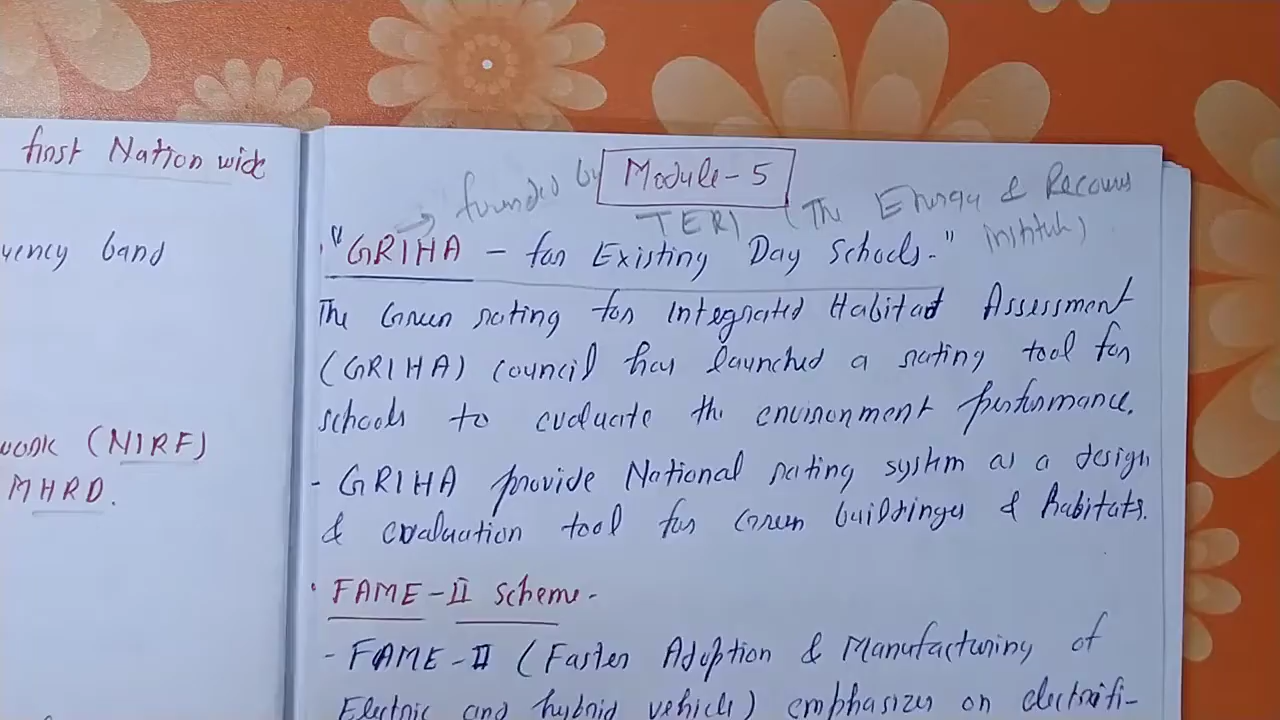 first Nation wide
uency band
work (NIRF)
MHRD.
Module-5
→ founded by
TERI (The Energy & Recours
institute)
"GRIHA - for Existing Day Schools."
The Green rating for Integrated Habitat Assessment
(GRIHA) council has launched a rating tool for
schools to evaluate the environment performance.
- GRIHA provide National rating system as a design
& evaluation tool for Green buildinges & habitats.
• FAME-II Scheme-
- FAME-II (Faster Adoption & Manufacturing of
Electric and hybrid vehicle) emphasizes on electrifi-